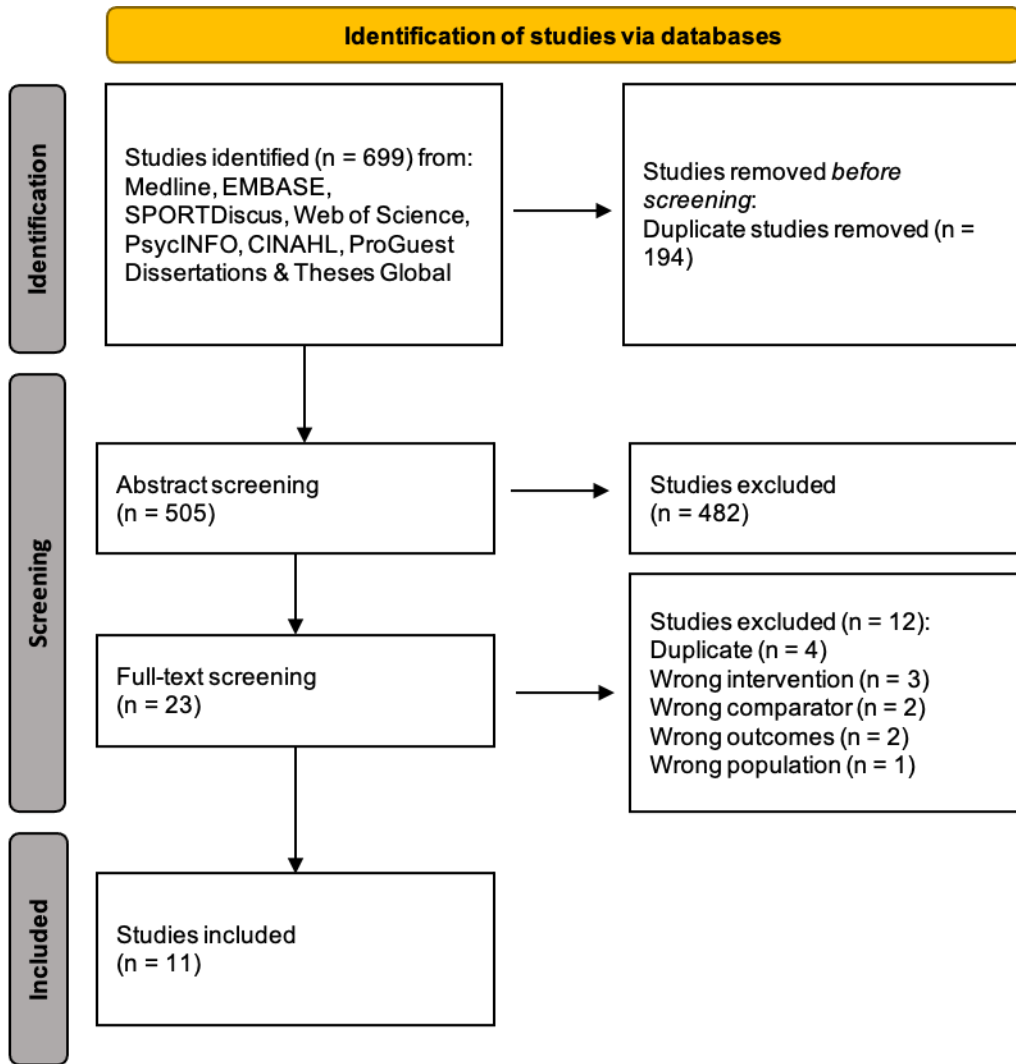 Identification of studies via databases
Identification
Studies identified (n = 699) from:
Medline, EMBASE,
SPORTDiscus, Web of Science,
PsycINFO, CINAHL, ProGuest
Dissertations & Theses Global
Studies removed before
screening:
Duplicate studies removed (n =
194)
Screening
Abstract screening
(n = 505)
Studies excluded
(n = 482)
Full-text screening
(n = 23)
Studies excluded (n = 12):
Duplicate (n = 4)
Wrong intervention (n = 3)
Wrong comparator (n = 2)
Wrong outcomes (n = 2)
Wrong population (n = 1)
Included
Studies included
(n = 11)